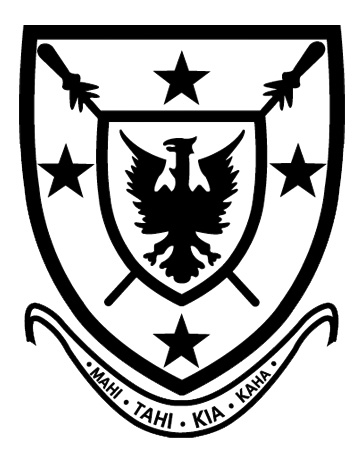 • MAHI • TAHI • KIA • KAHA •